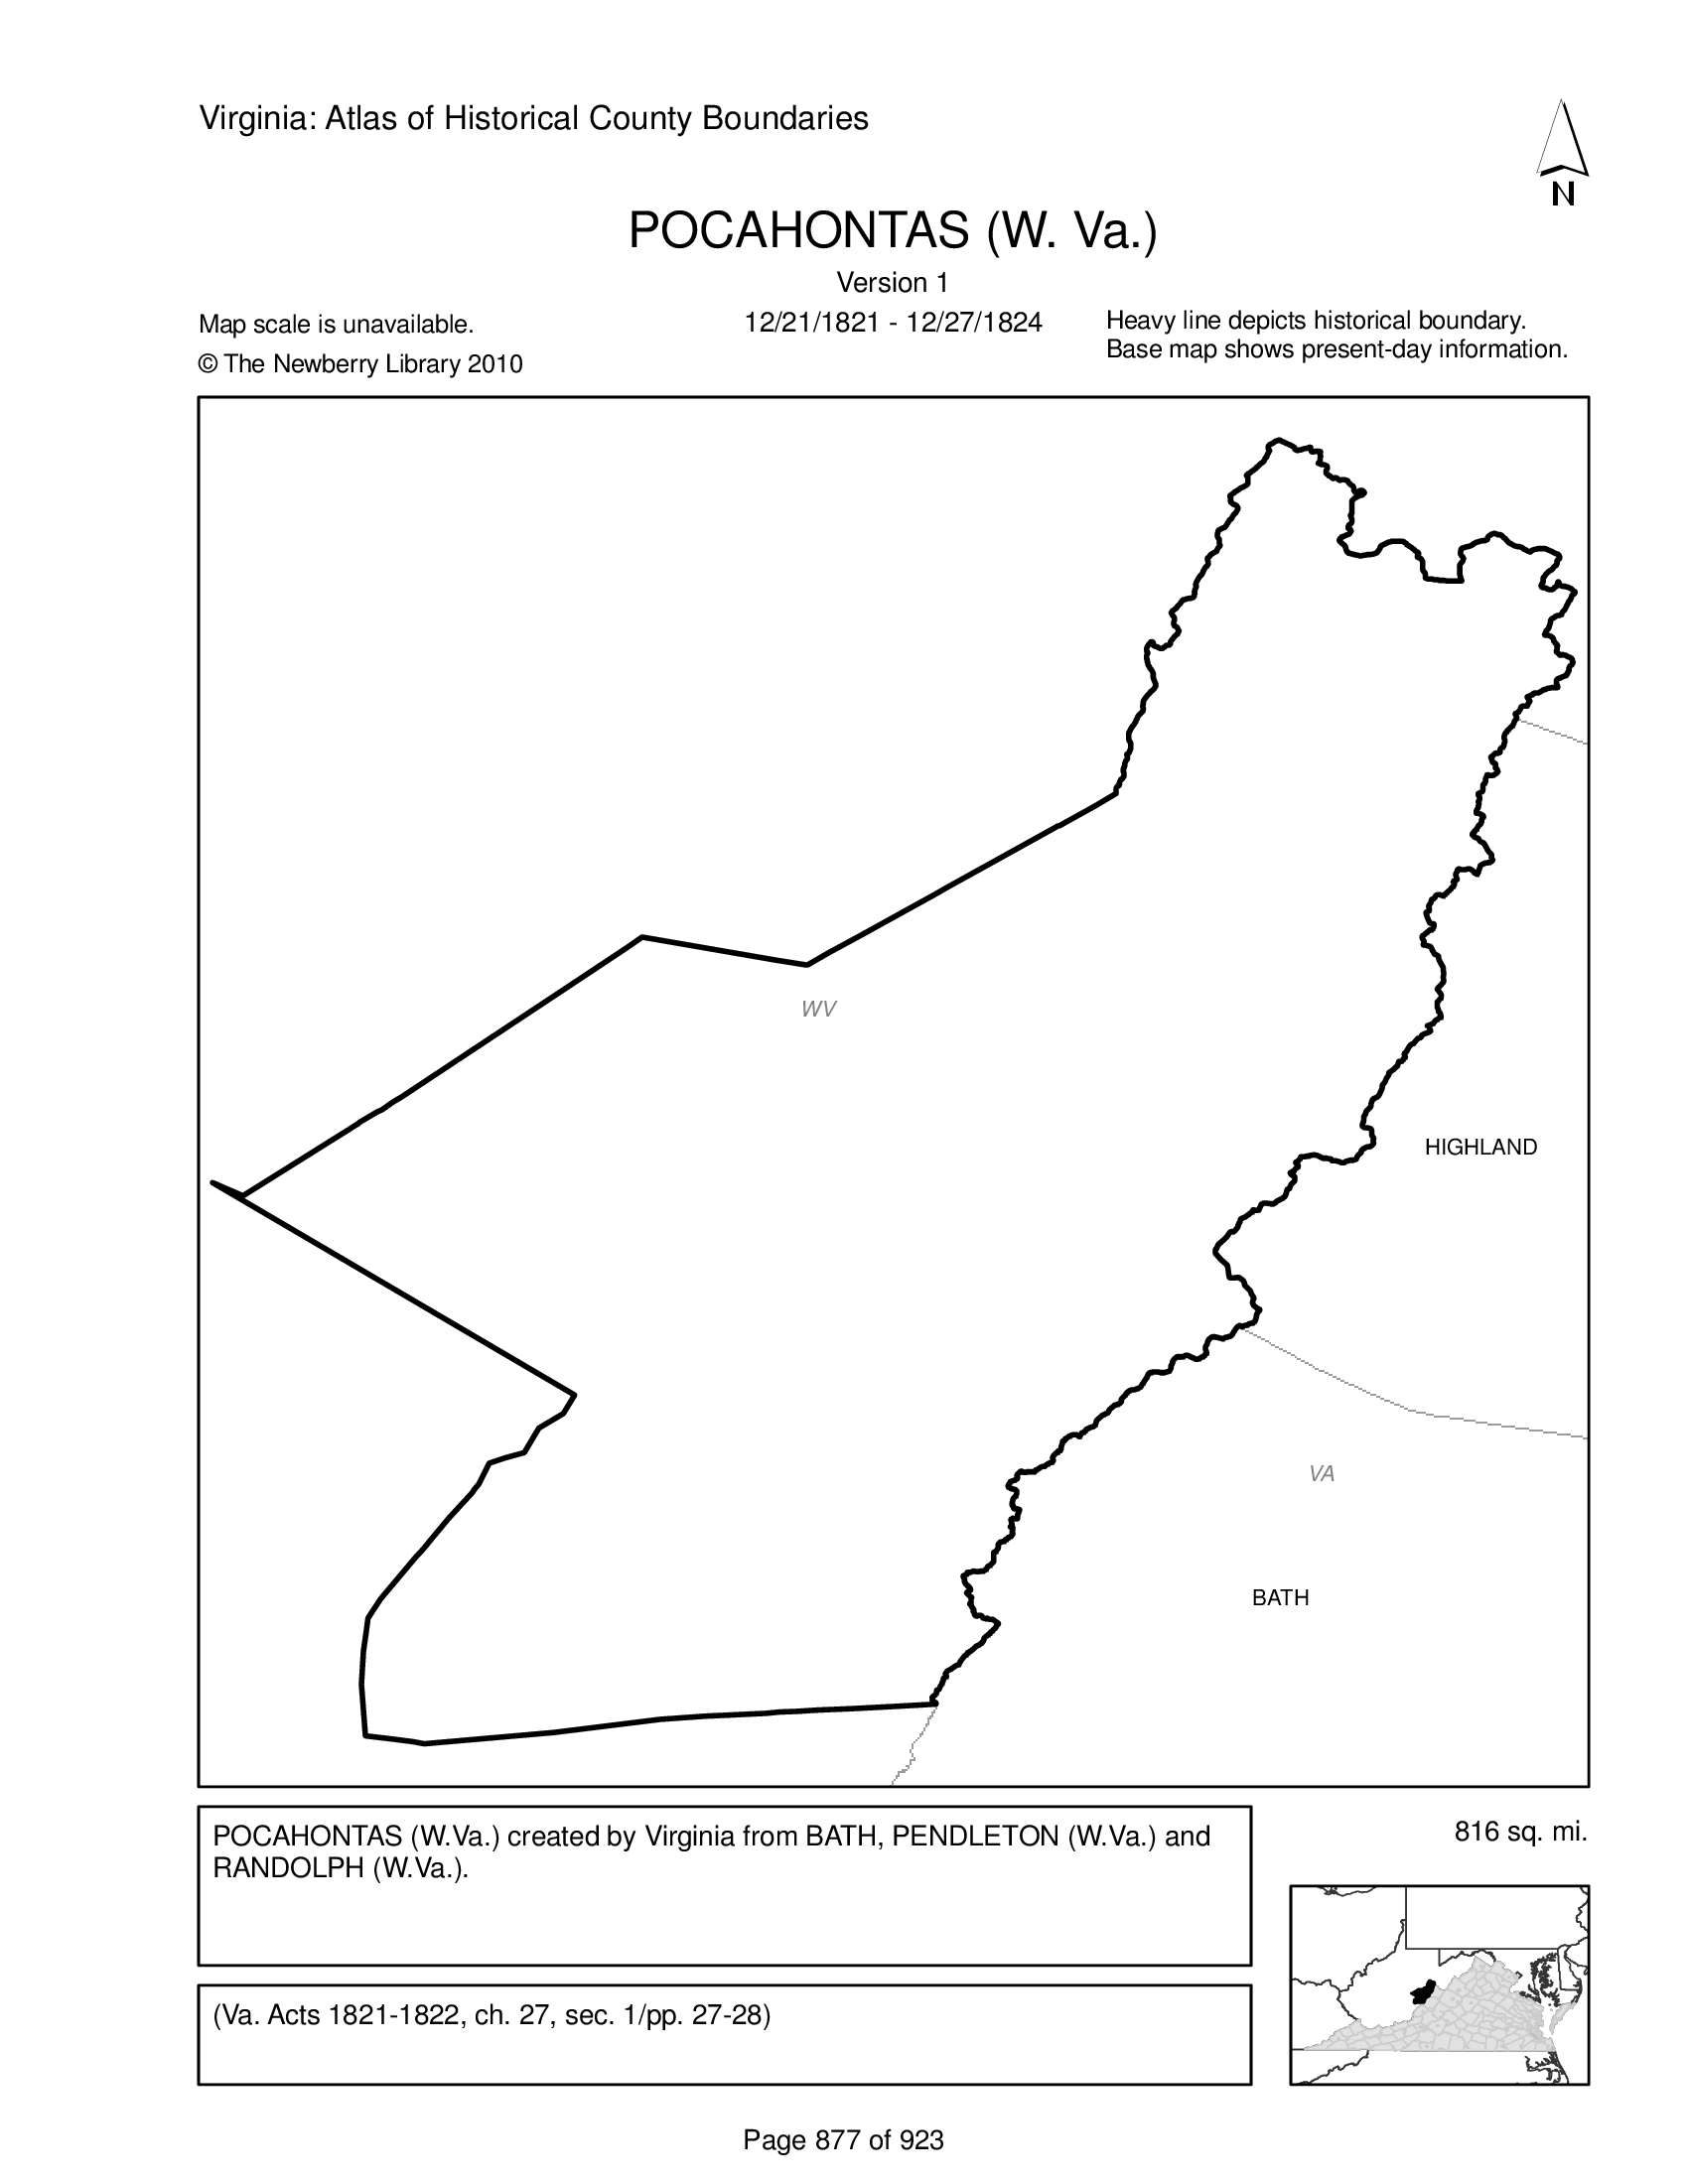 Virginia: Atlas of Historical County Boundaries
N
POCAHONTAS (W. Va.)
Version 1
12/21/1821 - 12/27/1824
Map scale is unavailable.
© The Newberry Library 2010
Heavy line depicts historical boundary.
Base map shows present-day information.
WV
HIGHLAND
VA
BATH
POCAHONTAS (W.Va.) created by Virginia from BATH, PENDLETON (W.Va.) and
RANDOLPH (W.Va.).
816 sq. mi.
(Va. Acts 1821-1822, ch. 27, sec. 1/pp. 27-28)
Page 877 of 923